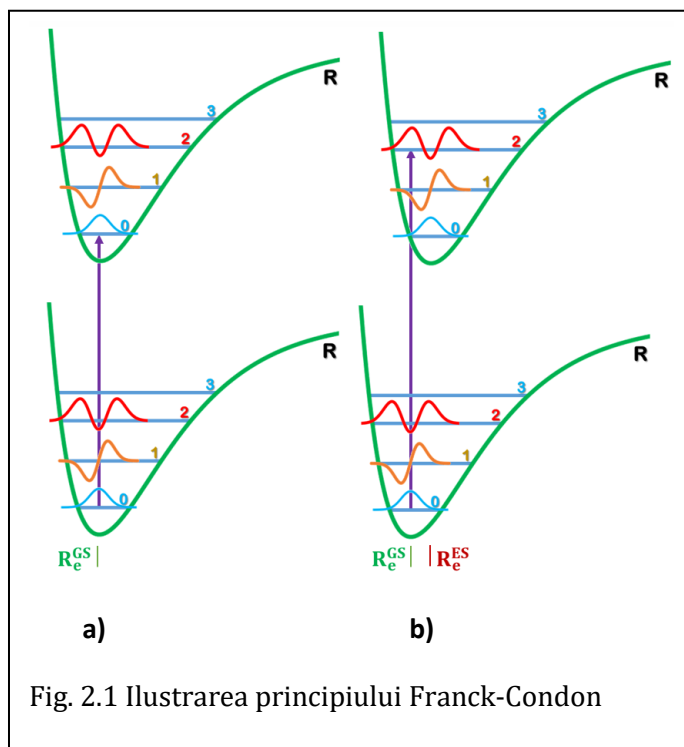 R
3
2
1
0
R
3
2
1
0
R
3
2
1
0
R
3
2
1
0
R_e^GS
R_e^GS
R_e^ES
a)
b)
Fig. 2.1 Ilustrarea principiului Franck-Condon